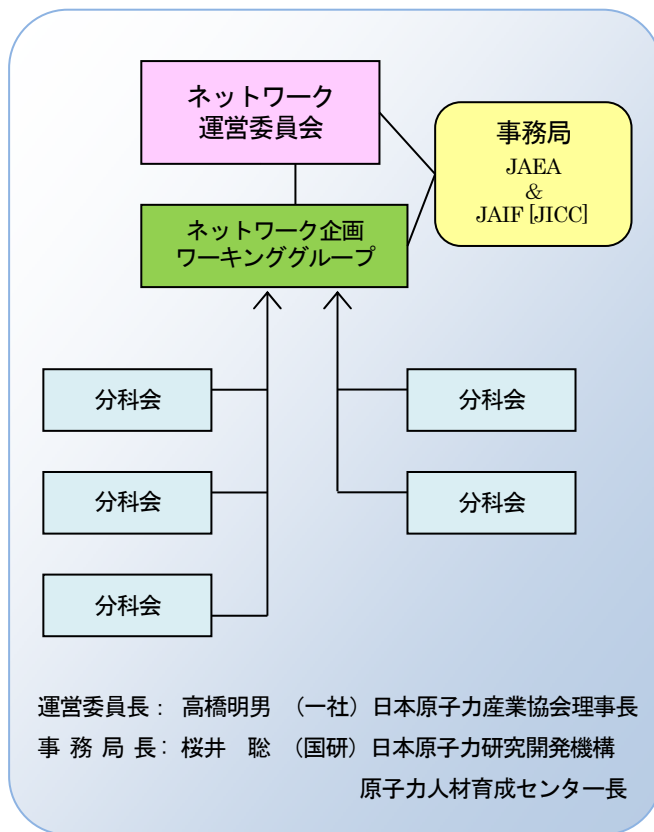 ネットワーク
運営委員会
事務局
JAEA
&
JAIF [JICC]
ネットワーク企画
ワーキンググループ
分科会
分科会
分科会
分科会
分科会
運営委員長： 高橋明男 （一社）日本原子力産業協会理事長
事 務 局 長： 桜井　聡 （国研）日本原子力研究開発機構
原子力人材育成センター長